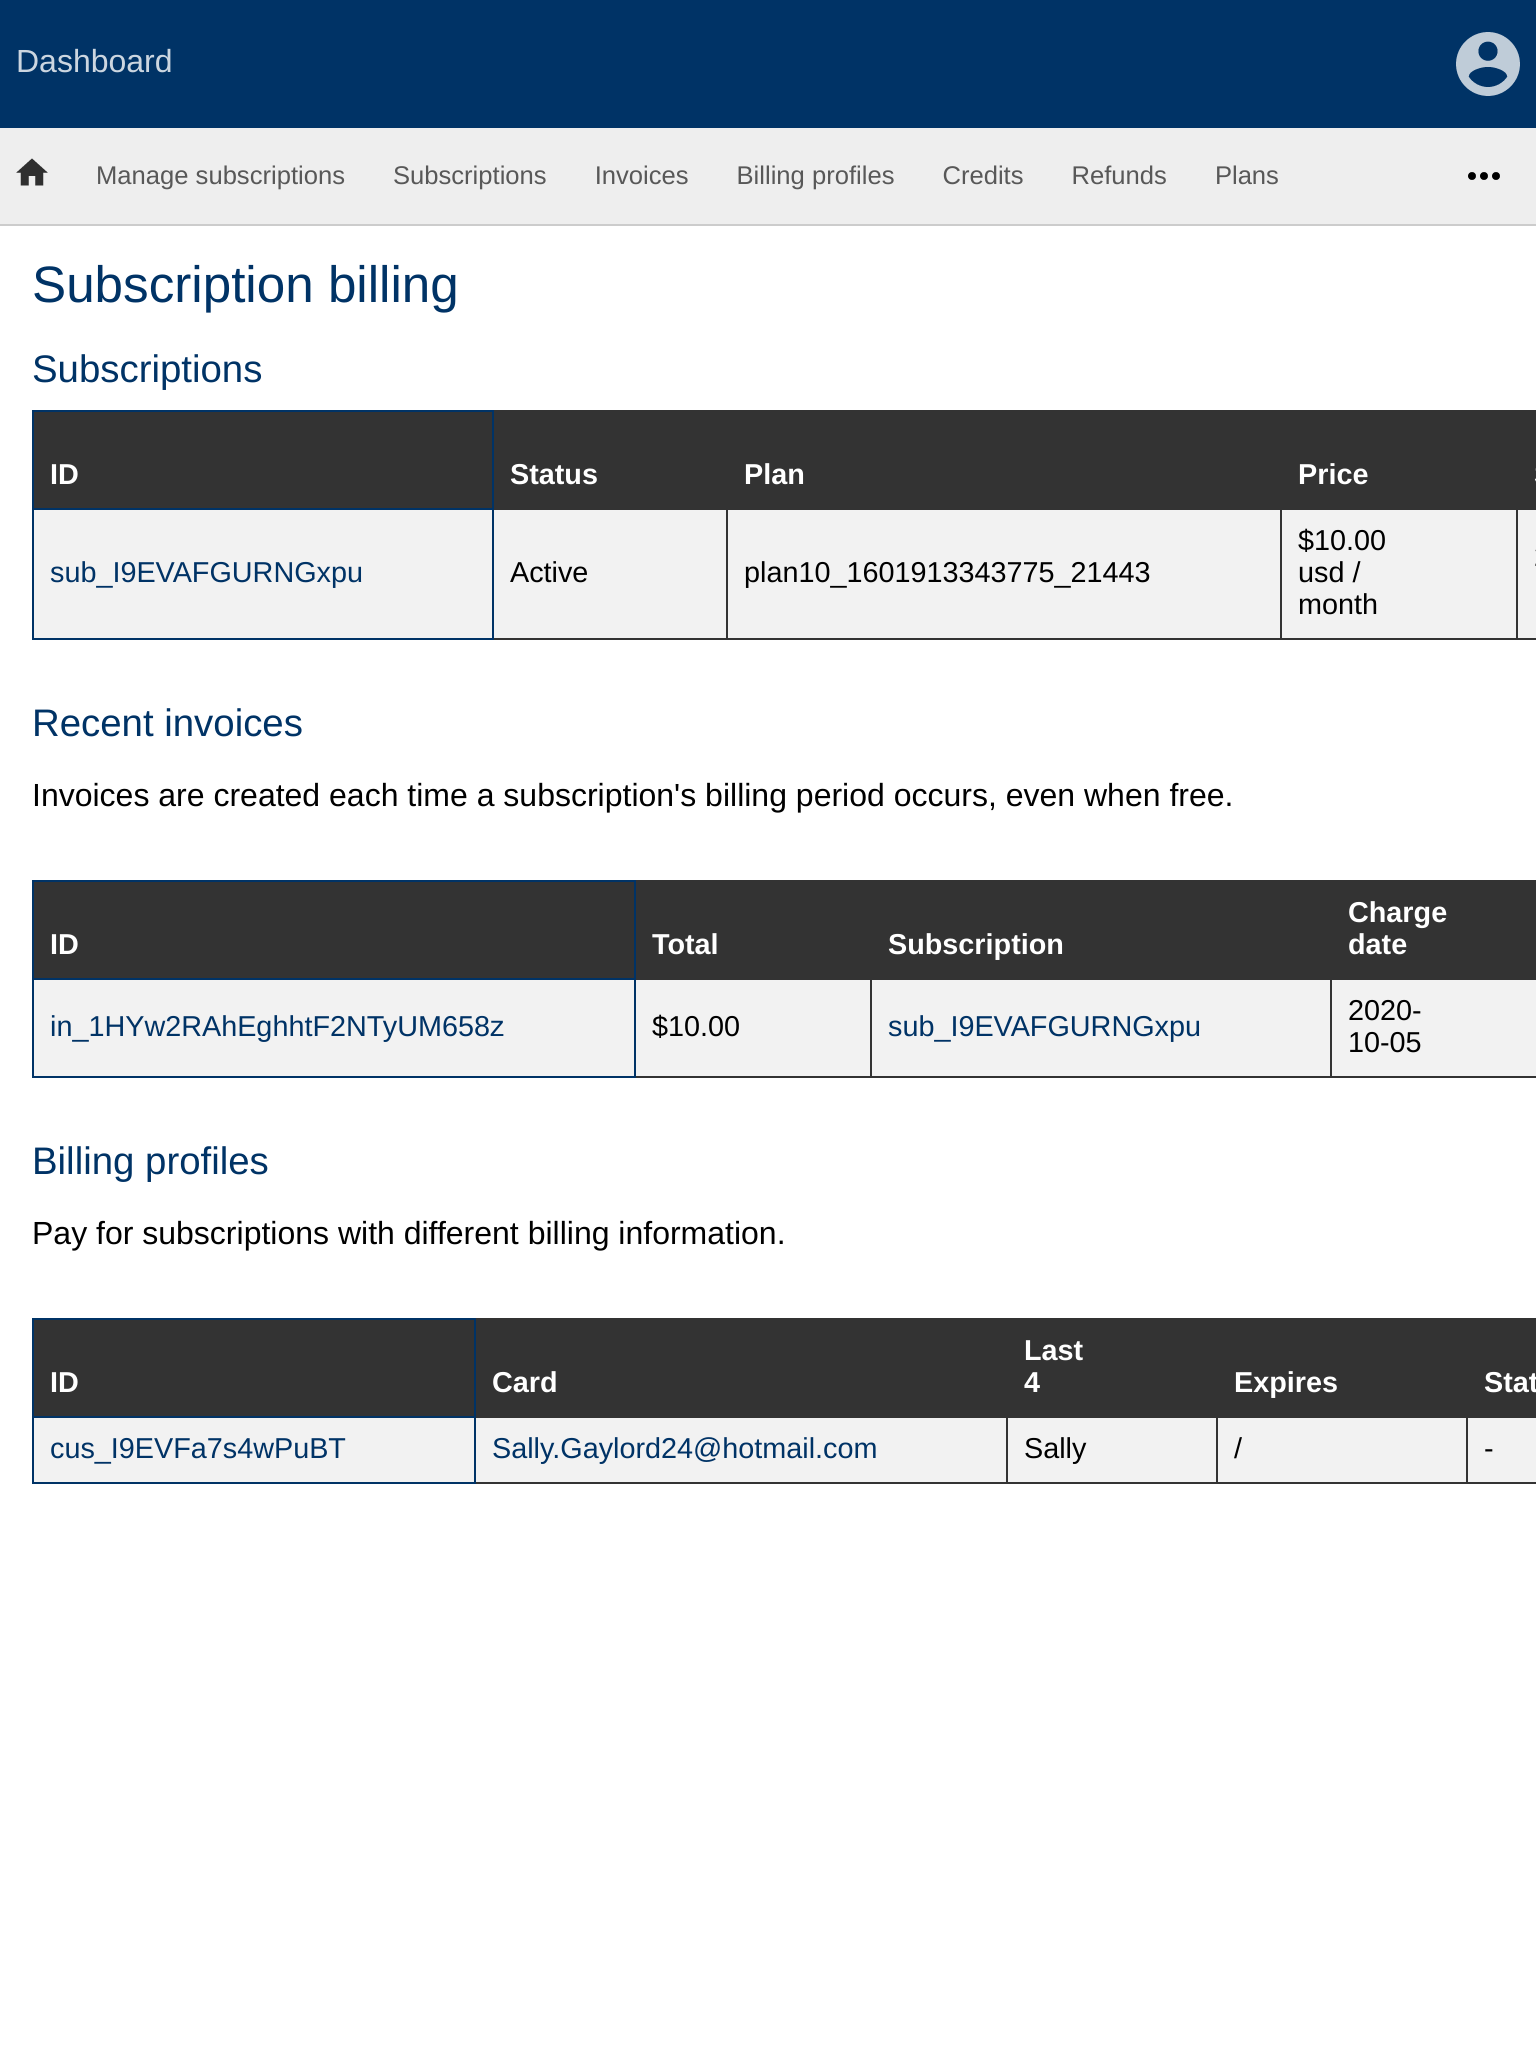 Dashboard
Manage subscriptions Subscriptions Invoices Billing profiles Credits Refunds Plans
Subscription billing
Subscriptions
ID Status Plan Price
sub_I9EVAFGURNGxpu Active plan10_1601913343775_21443 $10.00
usd /
month
Recent invoices
Invoices are created each time a subscription's billing period occurs, even when free.
ID Total Subscription Charge
date
in_1HYw2RAhEghhtF2NTyUM658z $10.00 sub_I9EVAFGURNGxpu 2020-
10-05
Billing profiles
Pay for subscriptions with different billing information.
ID Card Last
4 Expires
cus_I9EVFa7s4wPuBT Sally.Gaylord24@hotmail.com Sally / -